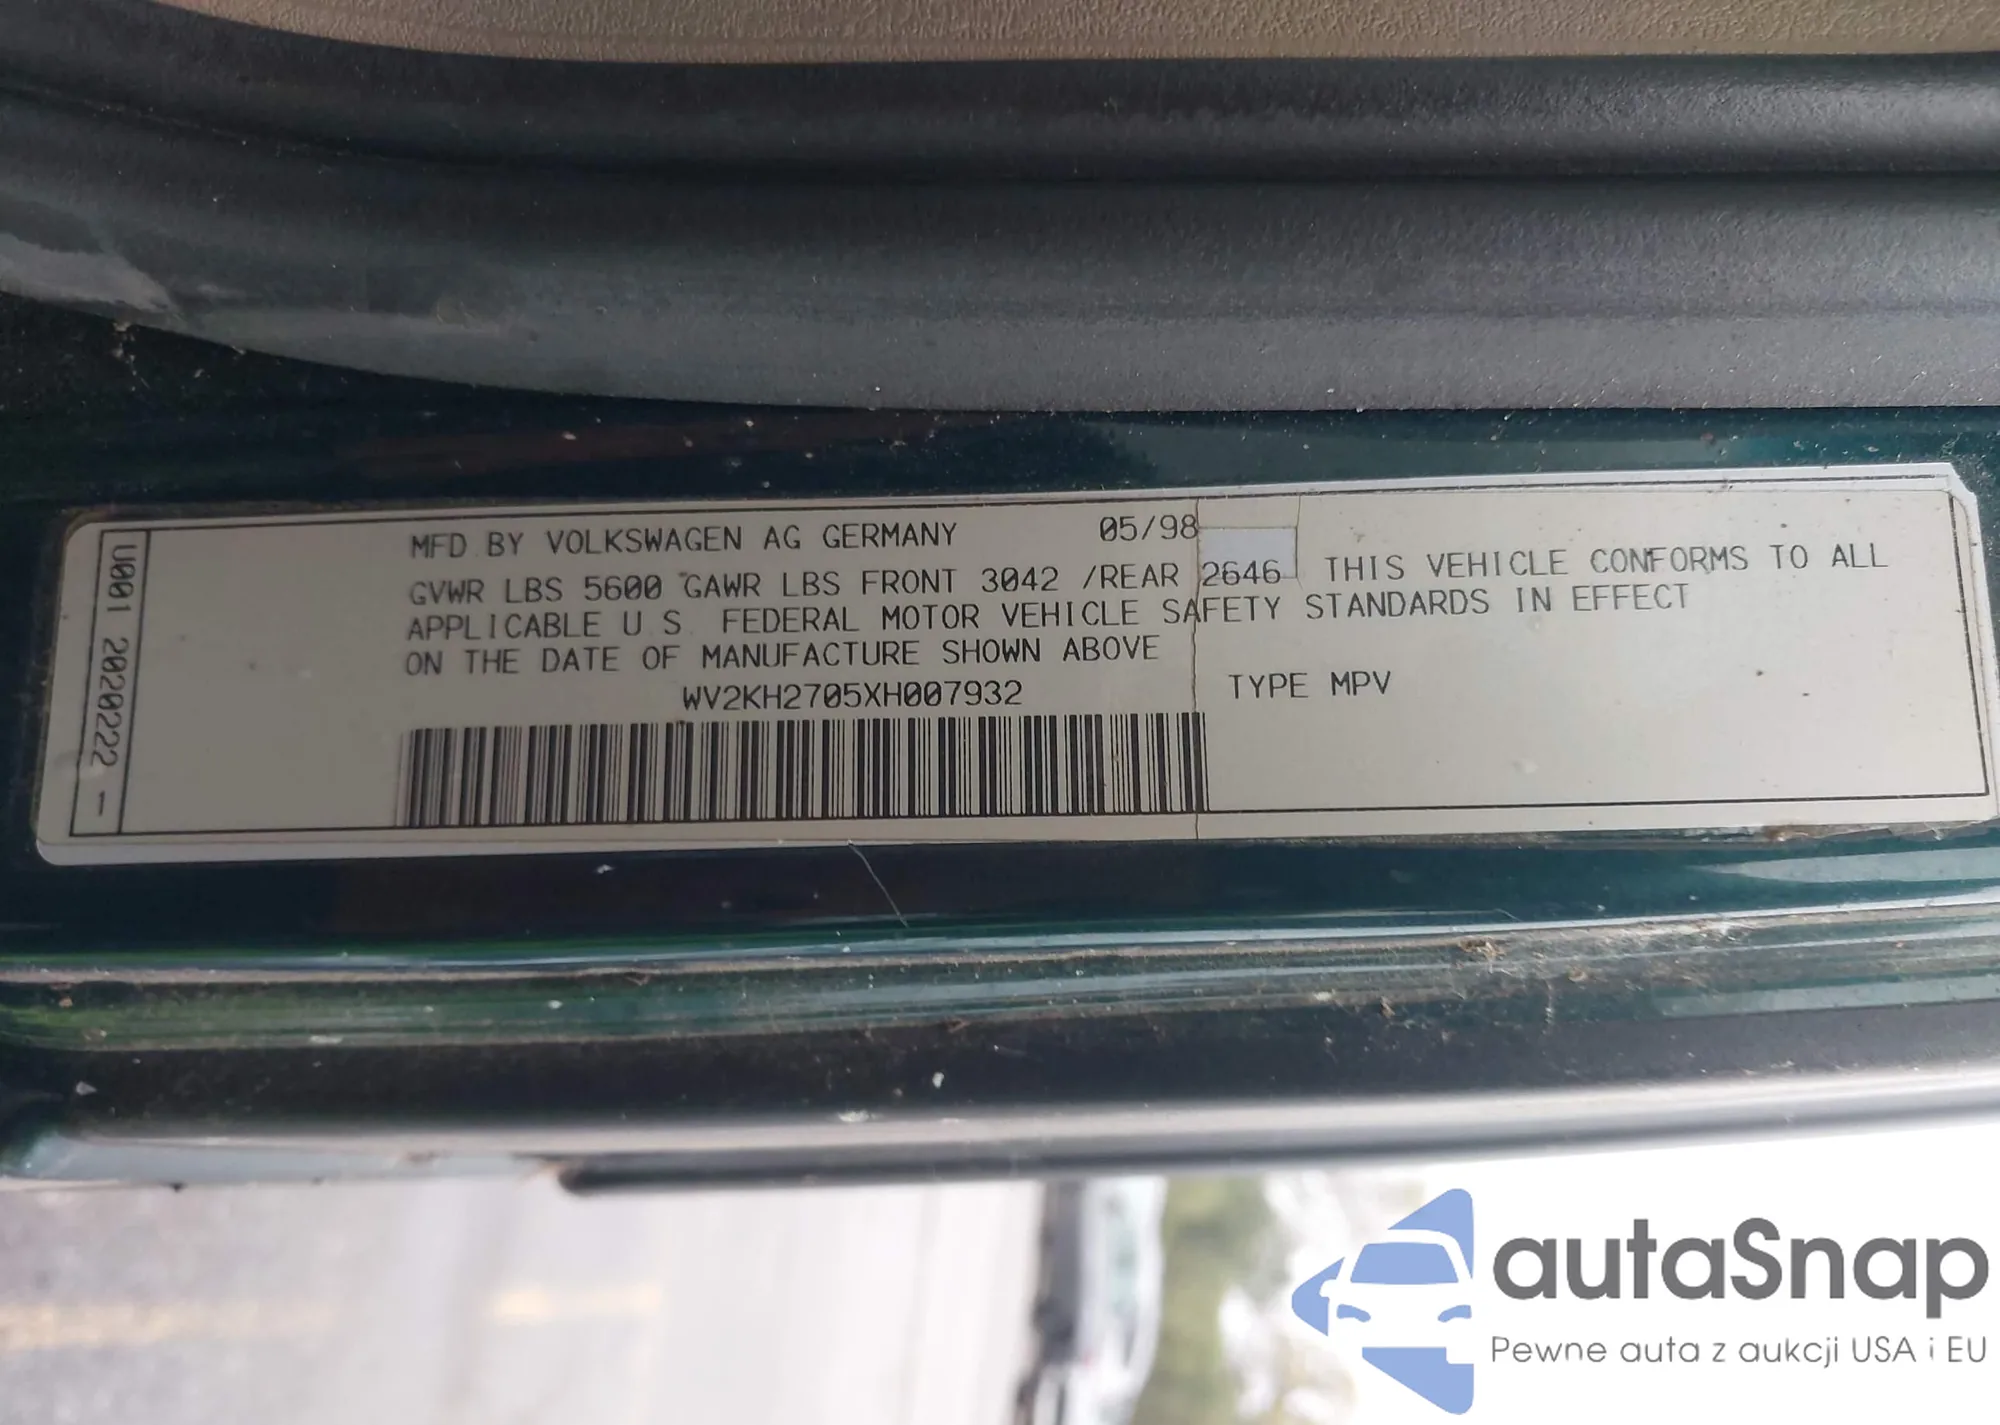 MFD BY VOLKSWAGEN AG GERMANY 05/98
GVWR LBS 5600 GAWR LBS FRONT 3042 /REAR 2646 THIS VEHICLE CONFORMS TO ALL
APPLICABLE U.S. FEDERAL MOTOR VEHICLE SAFETY STANDARDS IN EFFECT
ON THE DATE OF MANUFACTURE SHOWN ABOVE
WV2KH2705XH007932 TYPE MPV
U001 2020222 -
autaSnap
Pewne auta z aukcji USA i EU